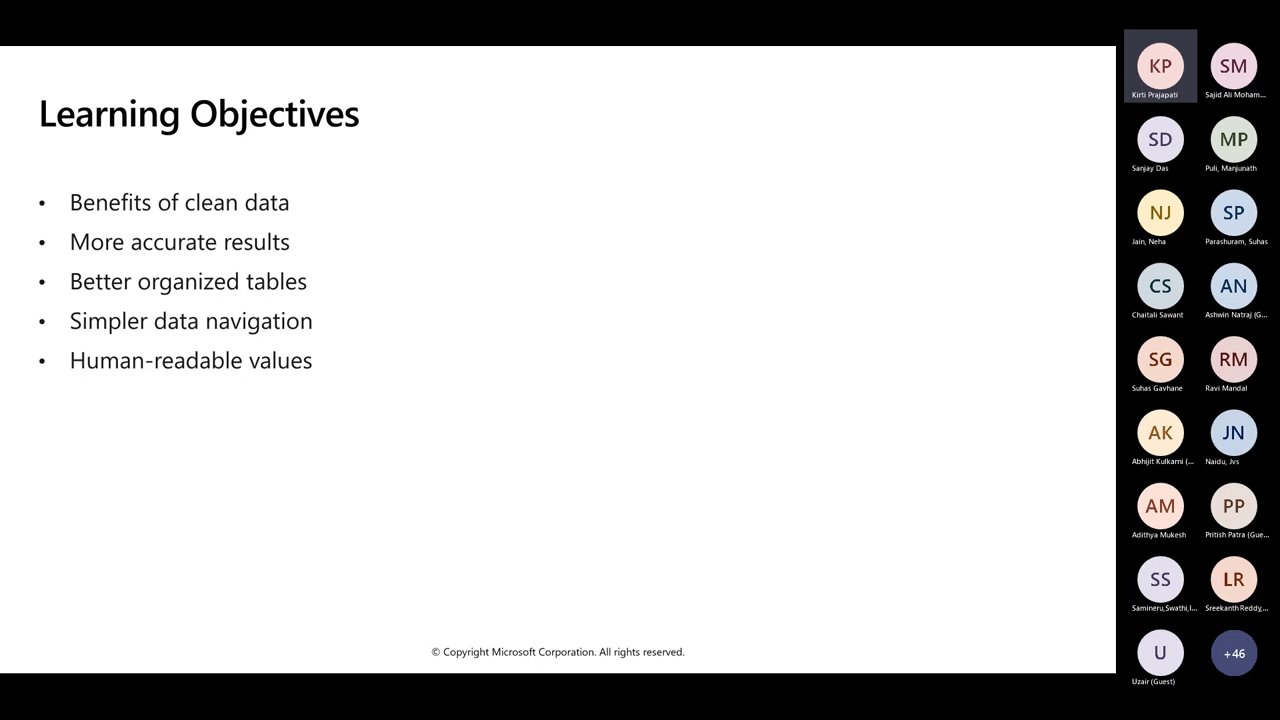 Learning Objectives
• Benefits of clean data
• More accurate results
• Better organized tables
• Simpler data navigation
• Human-readable values
© Copyright Microsoft Corporation. All rights reserved.
KP
Kirti Prajapati
SM
Sajid Ali Moham...
SD
Sanjay Das
MP
Puli, Manjunath
NJ
Jain, Neha
SP
Parashuram, Suhas
CS
Chaitali Sawant
AN
Ashwin Natraj (G...
SG
Suhas Gavhane
RM
Ravi Mandal
AK
Abhijit Kulkarni (...
JN
Naidu, Jvs
AM
Adithya Mukesh
PP
Pritish Patra (Gue...
SS
Samineru,Swathi,I...
LR
Sreekanth Reddy,...
U
Uzair (Guest)
+46